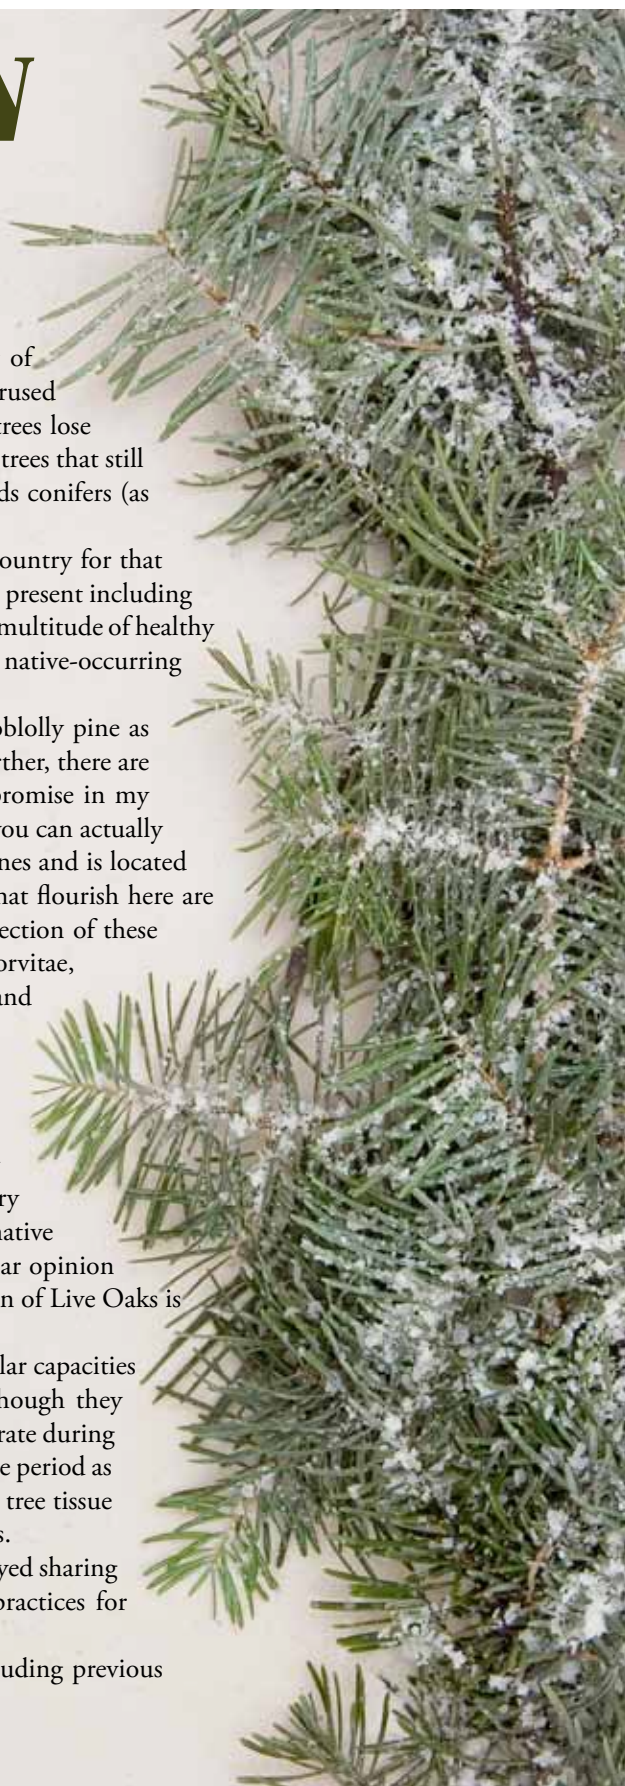 of
rused
trees lose
trees that still
ds conifers (as
ountry for that
present including
multitude of healthy
native-occurring
oblolly pine as
rther, there are
promise in my
you can actually
nes and is located
hat flourish here are
ection of these
orvitae,
and
ry
native
ar opinion
n of Live Oaks is
lar capacities
hough they
rate during
e period as
tree tissue
s.
yed sharing
practices for
uding previous